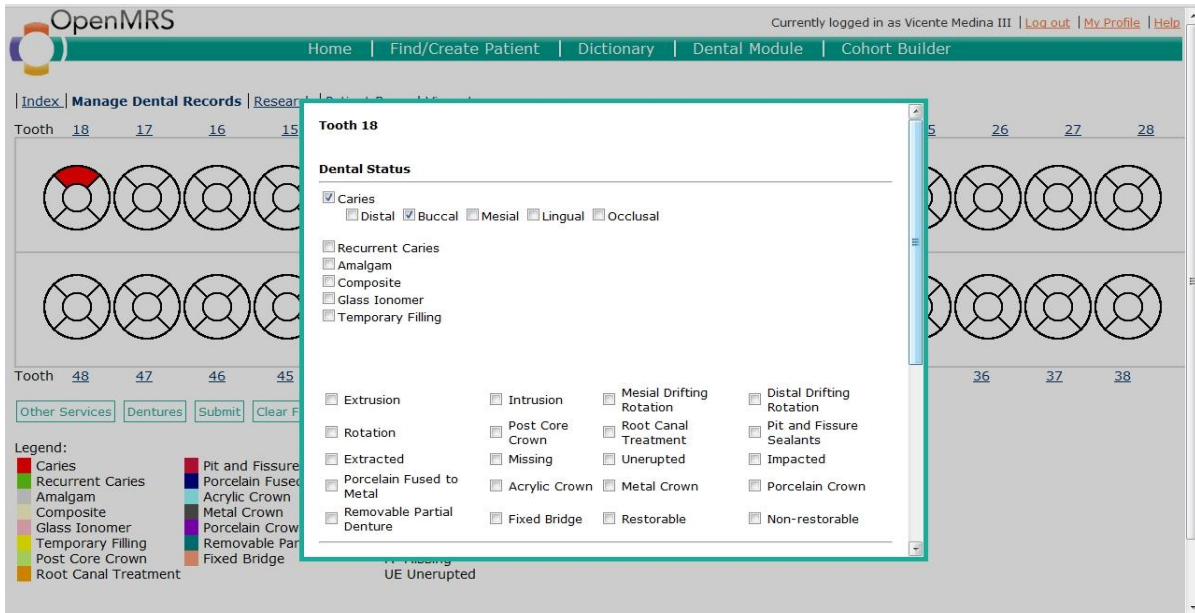 OpenMRS
Currently logged in as Vicente Medina III | Log out | My Profile | Help
Home | Find/Create Patient | Dictionary | Dental Module | Cohort Builder
| Index | Manage Dental Records | Research
Tooth 18 17 16 15 26 27 28
Tooth 18
Dental Status
Caries
Distal Buccal Mesial Lingual Occlusal
Recurrent Caries
Amalgam
Composite
Glass Ionomer
Temporary Filling
Extrusion Intrusion Mesial Drifting Rotation Distal Drifting Rotation
Rotation Post Core Crown Root Canal Treatment Pit and Fissure Sealants
Extracted Missing Unerupted Impacted
Porcelain Fused to Metal Acrylic Crown Metal Crown Porcelain Crown
Removable Partial Denture Fixed Bridge Restorable Non-restorable
Tooth 48 47 46 45 36 37 38
Other Services Dentures Submit Clear F
Legend:
Caries Pit and Fissure
Recurrent Caries Porcelain Fused
Amalgam Acrylic Crown
Composite Metal Crown
Glass Ionomer Porcelain Crow
Temporary Filling Removable Par
Post Core Crown Fixed Bridge
Root Canal Treatment UE Unerupted